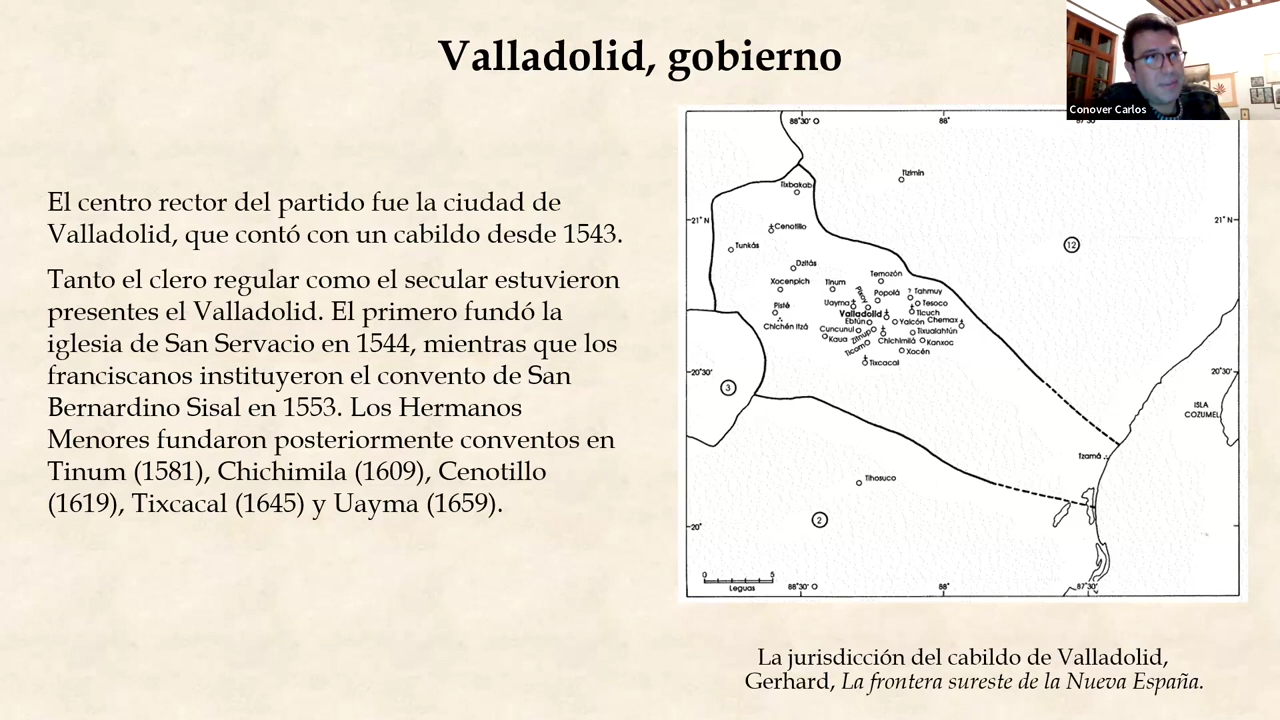 Valladolid, gobierno
Conover Carlos
El centro rector del partido fue la ciudad de
Valladolid, que contó con un cabildo desde 1543.
Tanto el clero regular como el secular estuvieron
presentes el Valladolid. El primero fundó la
iglesia de San Servacio en 1544, mientras que los
franciscanos instituyeron el convento de San
Bernardino Sisal en 1553. Los Hermanos
Menores fundaron posteriormente conventos en
Tinum (1581), Chichimila (1609), Cenotillo
(1619), Tixcacal (1645) y Uayma (1659).
88°30' O
88°
Tizimín
Tixbakab
21° N
21° N
Cenotillo
12
Tunkás
Dzitás
Temozón
Xocenpich
Tinum
Pixoy
Popolá
? Tahmuy
Uayma
Tesoco
Pisté
Valladolid
Ticuch
Chichén Itzá
Ebtún
Yalcón
Chemax
Cuncunul
Tixualahtún
Kaua
Zitnup
Chichimilá
Kanxoc
Ticom
Xocén
Tixcacal
20°30'
20°30'
3
ISLA
COZUMEL
Tzamá
Tihosuco
2
20°
0
5
Leguas
88°30' O
88°
87°30'
La jurisdicción del cabildo de Valladolid,
Gerhard, La frontera sureste de la Nueva España.